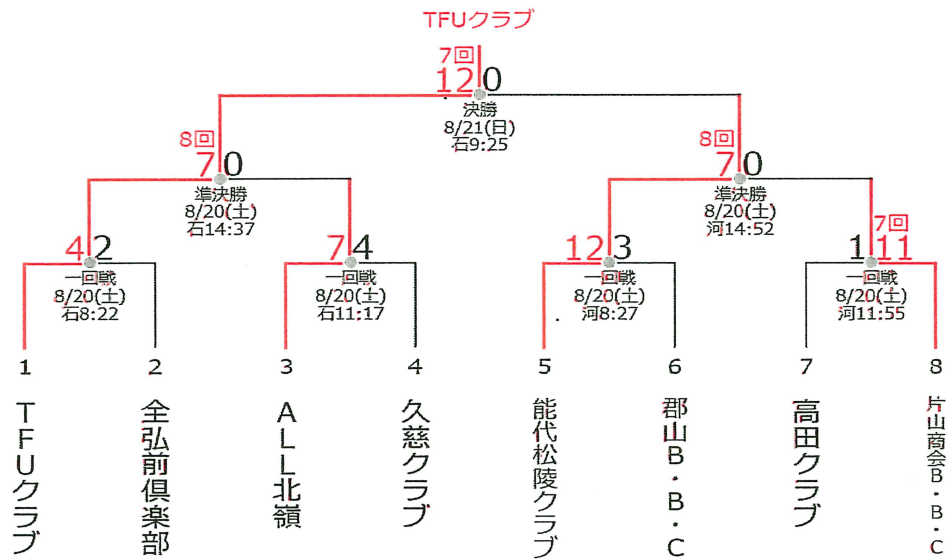 TFUクラブ
7回
12 0
決勝
8/21(日)
石9:25
8回
7 0
準決勝
8/20(土)
石14:37
8回
7 0
準決勝
8/20(土)
河14:52
4 2
一回戦
8/20(土)
石8:22
7 4
一回戦
8/20(土)
石11:17
12 3
一回戦
8/20(土)
河8:27
7回
1 11
一回戦
8/20(土)
河11:55
1 2 3 4 5 6 7 8
TFUクラブ
全弘前倶楽部
ALL北嶺
久慈クラブ
能代松陵クラブ
郡山B・B・C
高田クラブ
片山商会B・B・C